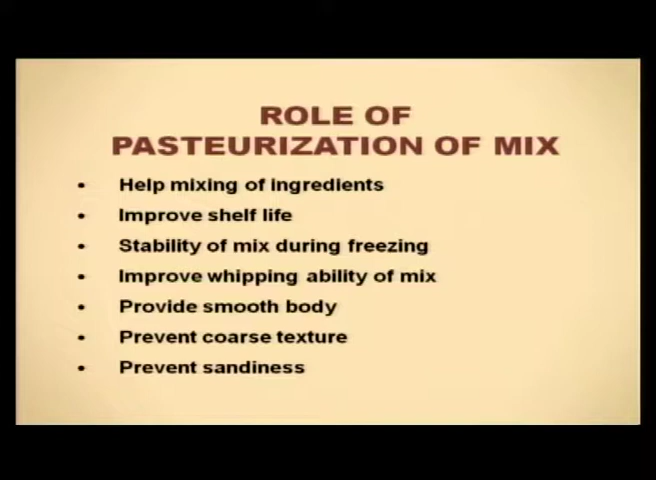 ROLE OF
PASTEURIZATION OF MIX
• Help mixing of ingredients
• Improve shelf life
• Stability of mix during freezing
• Improve whipping ability of mix
• Provide smooth body
• Prevent coarse texture
• Prevent sandiness